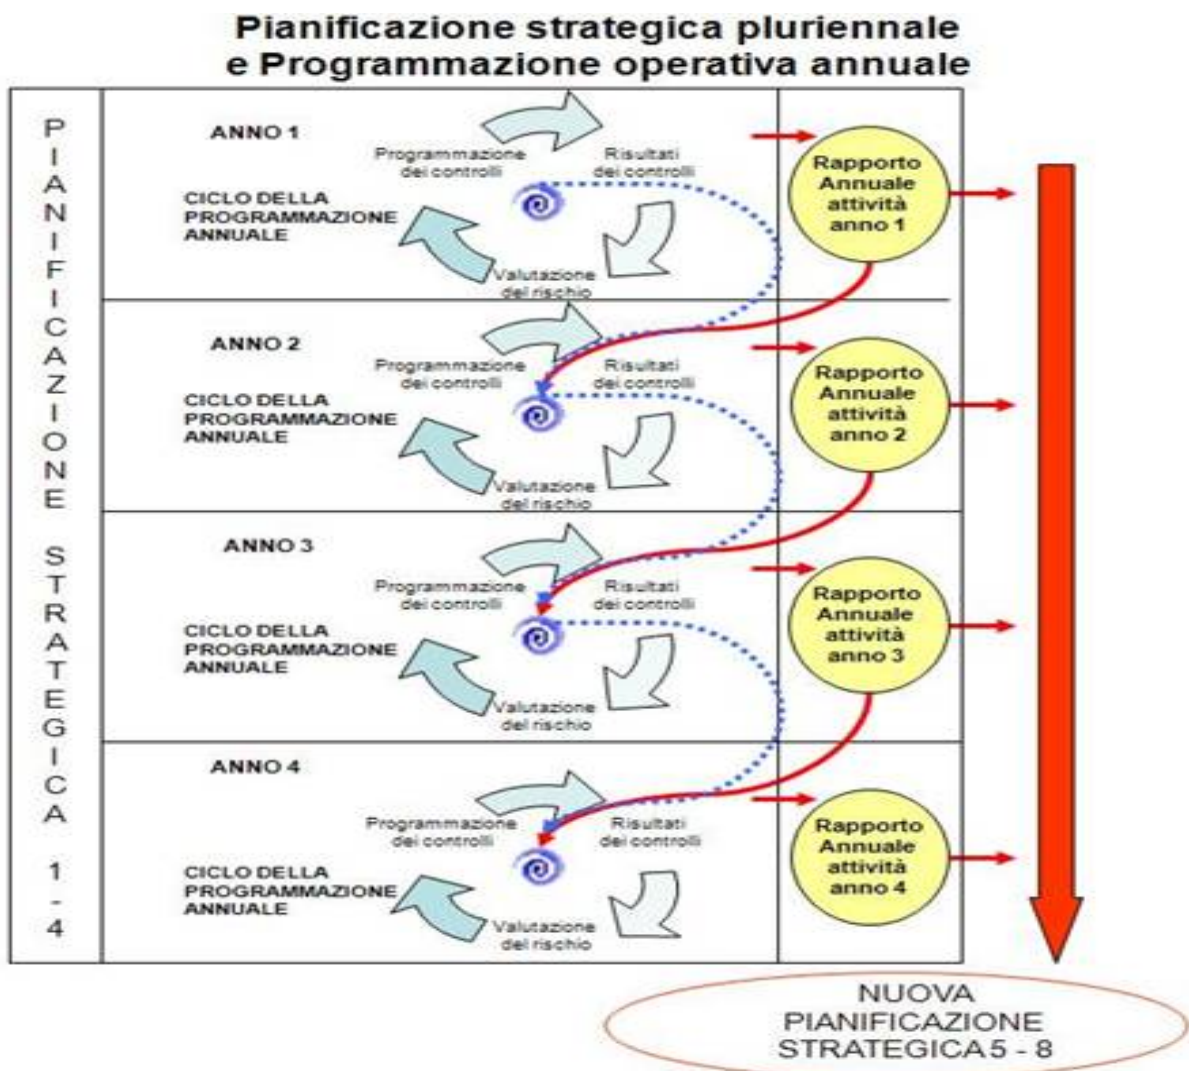 Pianificazione strategica pluriennale
e Programmazione operativa annuale
PIANIFICAZIONE STRATEGICA 1-4
ANNO 1
Programmazione
dei controlli
Risultati
dei controlli
CICLO DELLA
PROGRAMMAZIONE
ANNUALE
Valutazione
del rischio
Rapporto
Annuale
attività
anno 1
ANNO 2
Programmazione
dei controlli
Risultati
dei controlli
CICLO DELLA
PROGRAMMAZIONE
ANNUALE
Valutazione
del rischio
Rapporto
Annuale
attività
anno 2
ANNO 3
Programmazione
dei controlli
Risultati
dei controlli
CICLO DELLA
PROGRAMMAZIONE
ANNUALE
Valutazione
del rischio
Rapporto
Annuale
attività
anno 3
ANNO 4
Programmazione
dei controlli
Risultati
dei controlli
CICLO DELLA
PROGRAMMAZIONE
ANNUALE
Valutazione
del rischio
Rapporto
Annuale
attività
anno 4
NUOVA
PIANIFICAZIONE
STRATEGICA 5 - 8